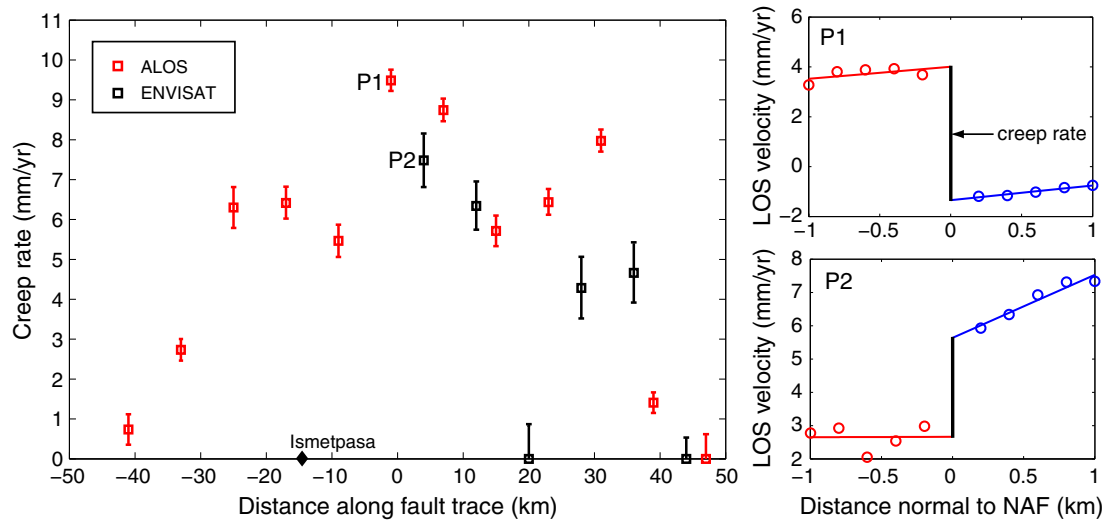 11
10
9
8
7
6
5
4
3
2
1
0
Creep rate (mm/yr)
ALOS
ENVISAT
P1
P2
Ismetpasa
−50 −40 −30 −20 −10 0 10 20 30 40 50
Distance along fault trace (km)
P1
6
4
2
0
−2
LOS velocity (mm/yr)
creep rate
−1 −0.5 0 0.5 1
P2
8
7
6
5
4
3
2
LOS velocity (mm/yr)
−1 −0.5 0 0.5 1
Distance normal to NAF (km)